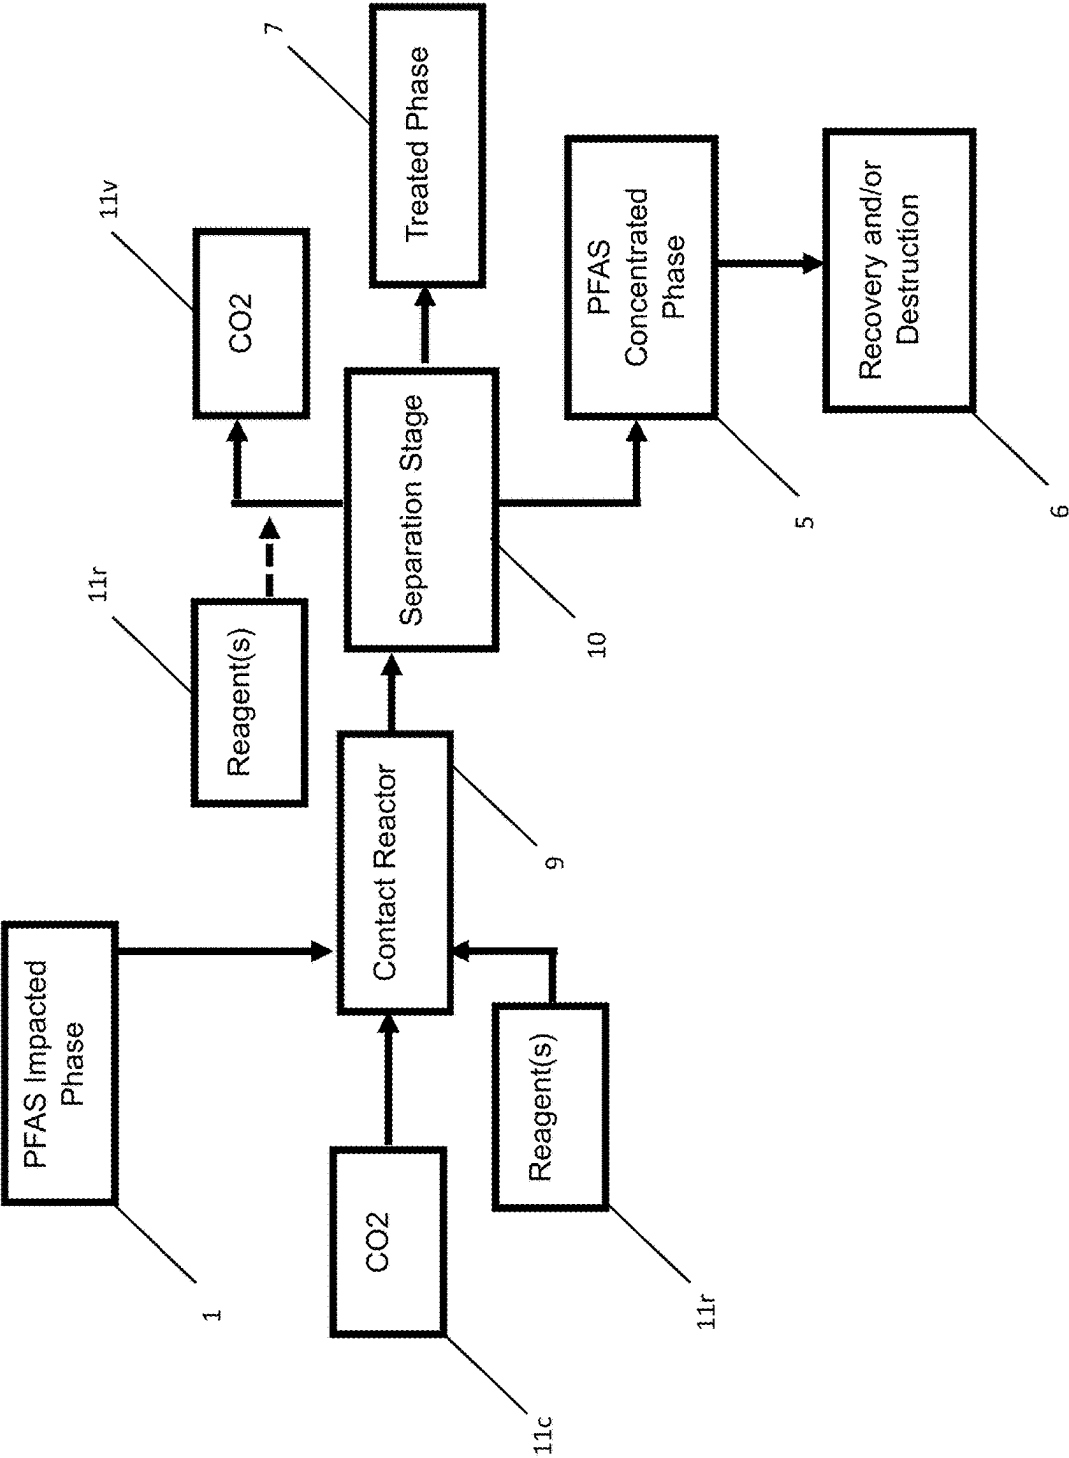 PFAS Impacted
Phase
1
CO2
11c
Reagent(s)
11r
Contact Reactor
9
Reagent(s)
11r
Separation Stage
10
CO2
11v
Treated Phase
7
PFAS
Concentrated
Phase
5
Recovery and/or
Destruction
6